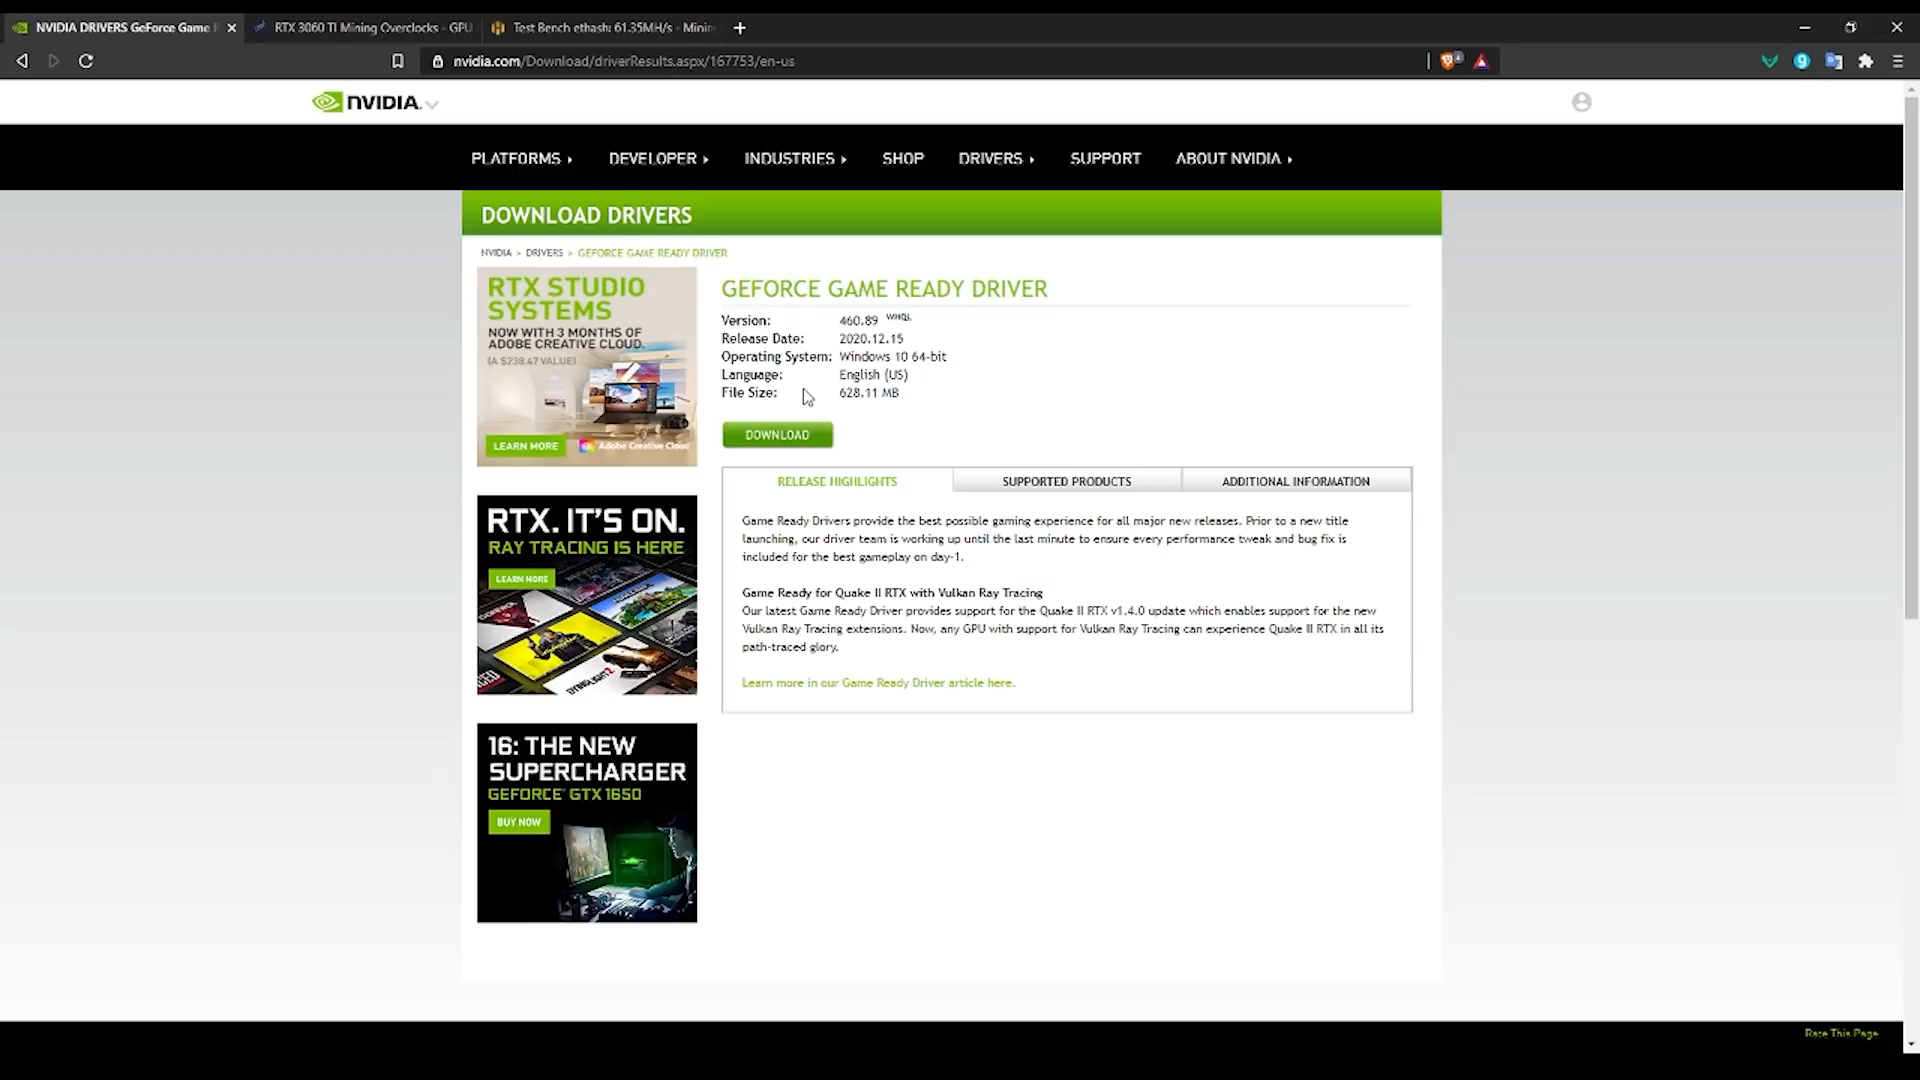 NVIDIA DRIVERS GeForce Game
RTX 3060 TI Mining Overclocks - GPU
Test Bench ethash: 61.35MH/s - Minin
nvidia.com/Download/driverResults.aspx/167753/en-us
NVIDIA.
PLATFORMS DEVELOPER INDUSTRIES SHOP DRIVERS SUPPORT ABOUT NVIDIA
DOWNLOAD DRIVERS
NVIDIA > DRIVERS > GEFORCE GAME READY DRIVER
RTX STUDIO
SYSTEMS
NOW WITH 3 MONTHS OF
ADOBE CREATIVE CLOUD.
(A $238.47 VALUE)
LEARN MORE
Adobe Creative Cloud
GEFORCE GAME READY DRIVER
Version: 460.89 WHQL
Release Date: 2020.12.15
Operating System: Windows 10 64-bit
Language: English (US)
File Size: 628.11 MB
DOWNLOAD
RELEASE HIGHLIGHTS
SUPPORTED PRODUCTS
ADDITIONAL INFORMATION
Game Ready Drivers provide the best possible gaming experience for all major new releases. Prior to a new title
launching, our driver team is working up until the last minute to ensure every performance tweak and bug fix is
included for the best gameplay on day-1.
Game Ready for Quake II RTX with Vulkan Ray Tracing
Our latest Game Ready Driver provides support for the Quake II RTX v1.4.0 update which enables support for the new
Vulkan Ray Tracing extensions. Now, any GPU with support for Vulkan Ray Tracing can experience Quake II RTX in all its
path-traced glory.
Learn more in our Game Ready Driver article here.
RTX. IT'S ON.
RAY TRACING IS HERE
LEARN MORE
DYING LIGHT 2
16: THE NEW
SUPERCHARGER
GEFORCE GTX 1650
BUY NOW
Rate This Page